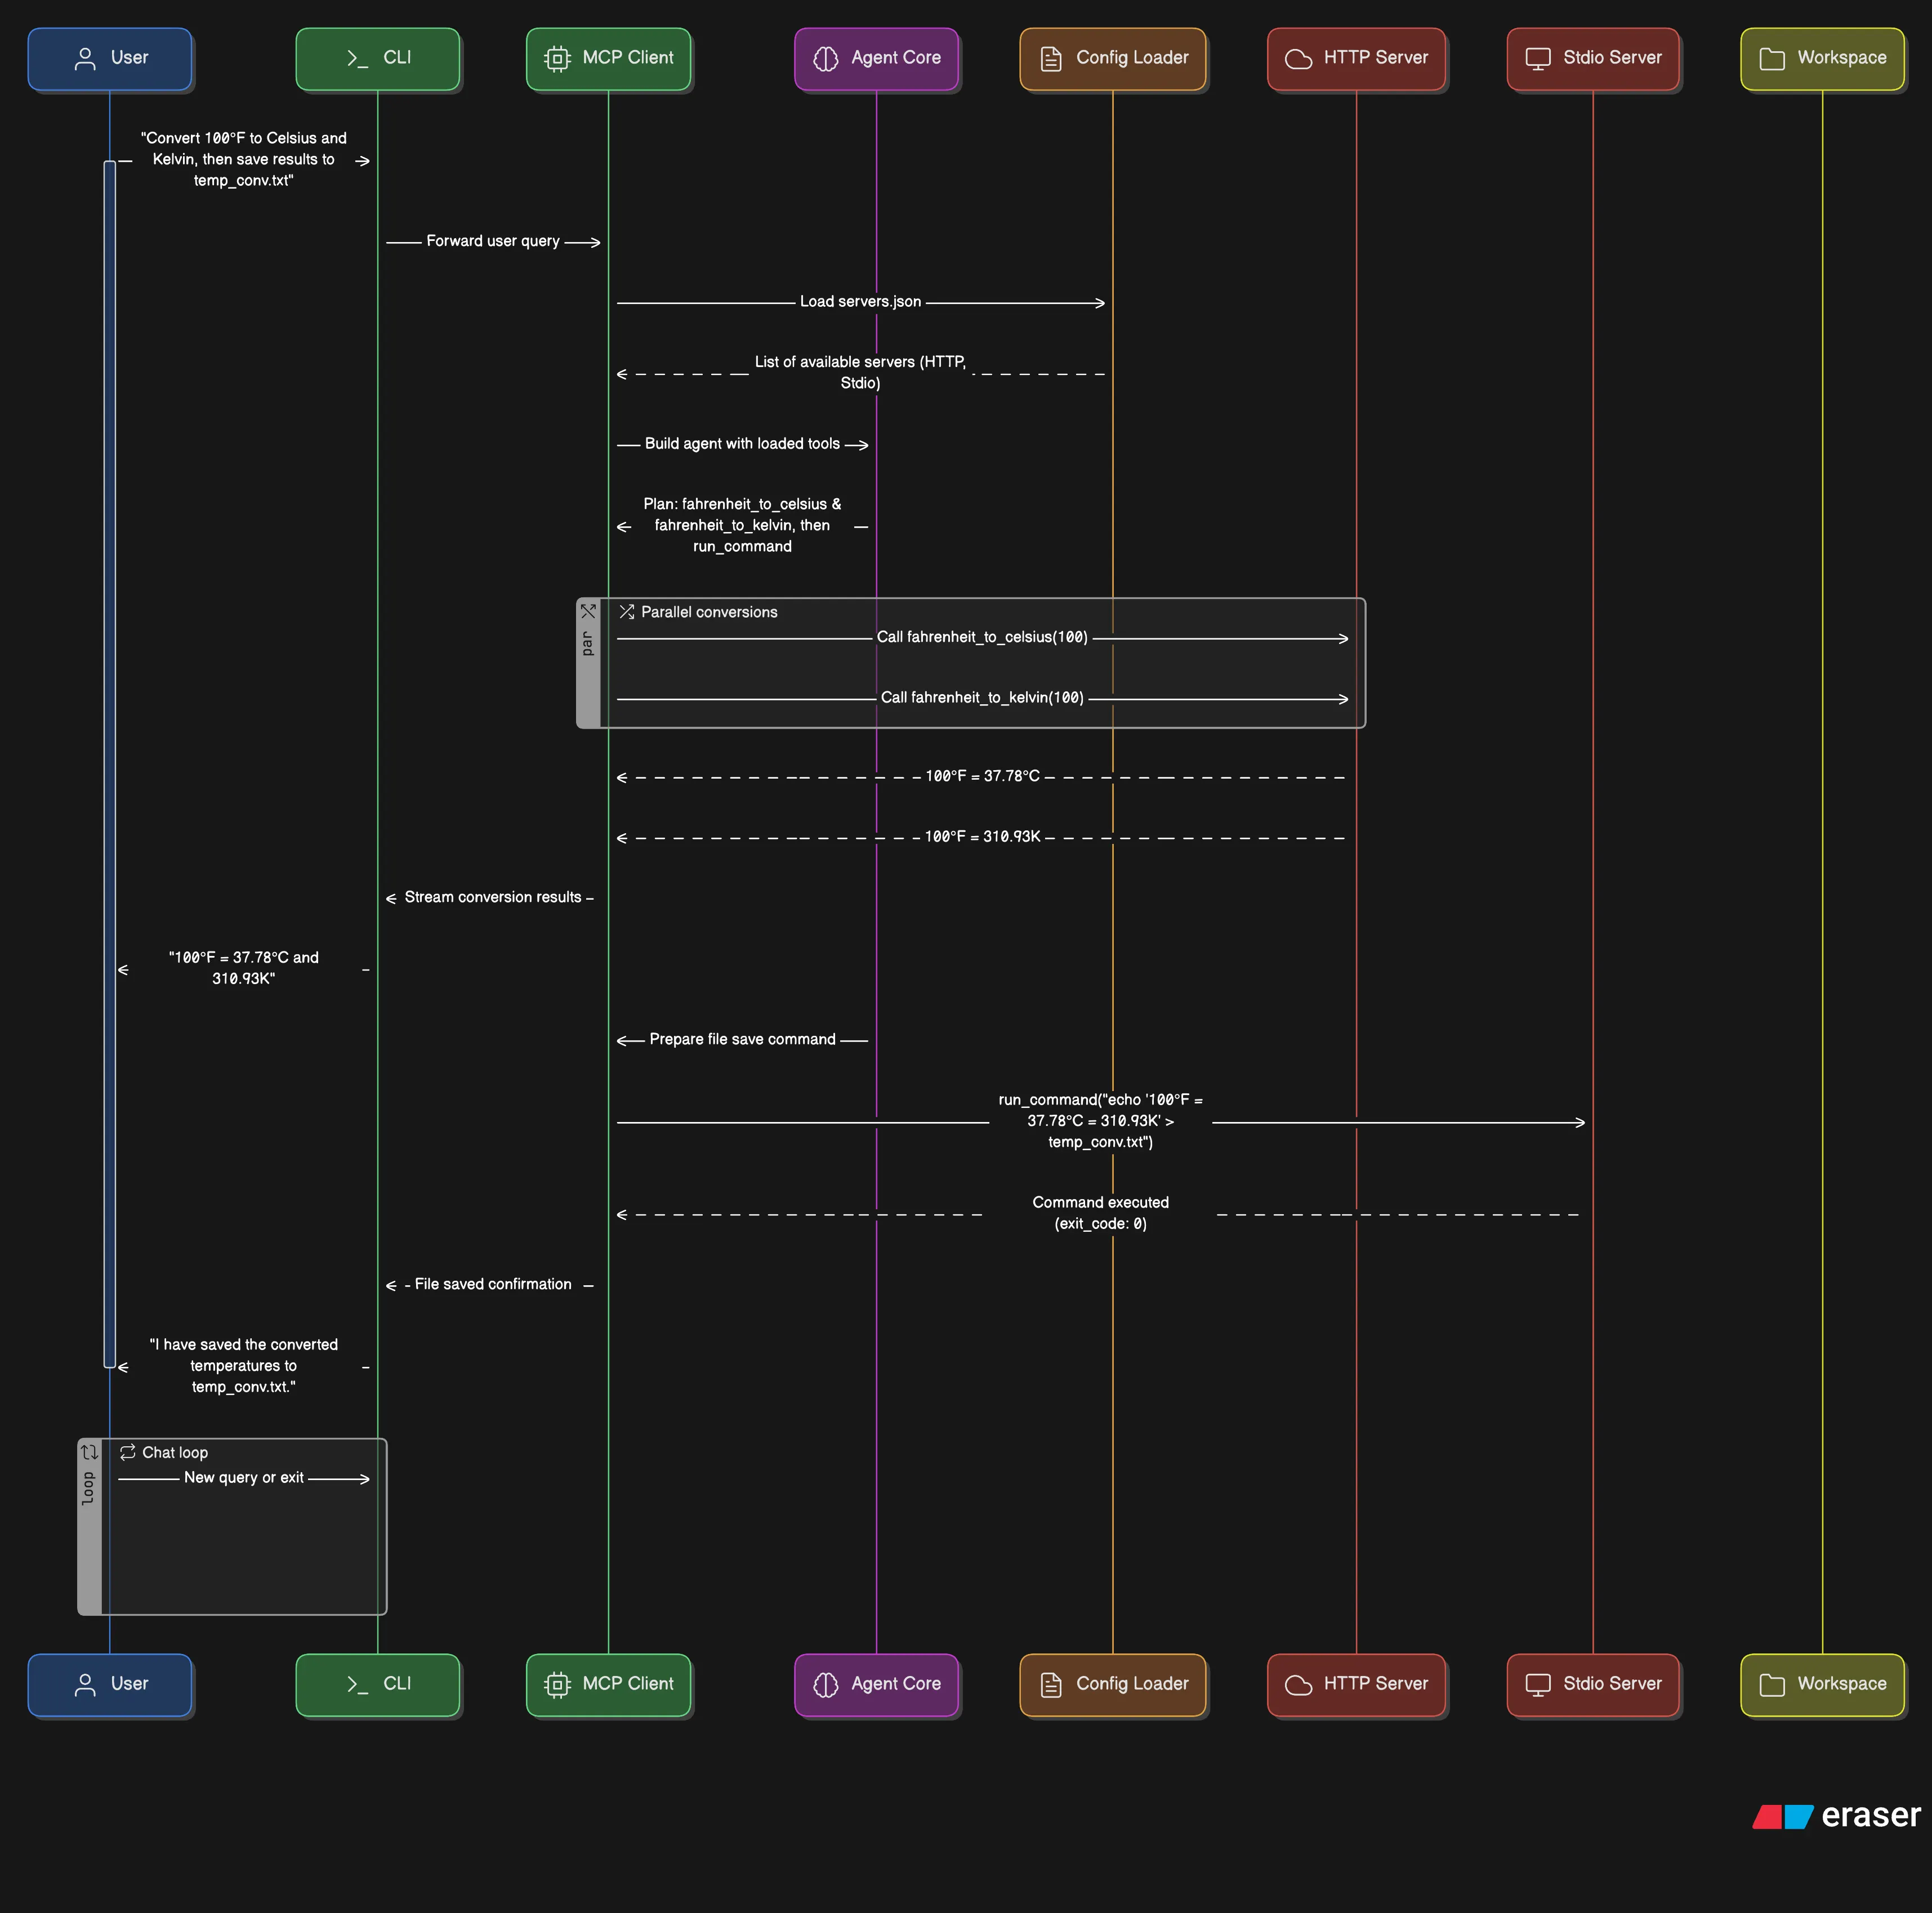 User
CLI
MCP Client
Agent Core
Config Loader
HTTP Server
Stdio Server
Workspace
"Convert 100°F to Celsius and
Kelvin, then save results to
temp_conv.txt"
Forward user query
Load servers.json
List of available servers (HTTP,
Stdio)
Build agent with loaded tools
Plan: fahrenheit_to_celsius &
fahrenheit_to_kelvin, then
run_command
par
Parallel conversions
Call fahrenheit_to_celsius(100)
Call fahrenheit_to_kelvin(100)
100°F = 37.78°C
100°F = 310.93K
Stream conversion results
"100°F = 37.78°C and
310.93K"
Prepare file save command
run_command("echo '100°F =
37.78°C = 310.93K' >
temp_conv.txt")
Command executed
(exit_code: 0)
File saved confirmation
"I have saved the converted
temperatures to
temp_conv.txt."
loop
Chat loop
New query or exit
User
CLI
MCP Client
Agent Core
Config Loader
HTTP Server
Stdio Server
Workspace
eraser